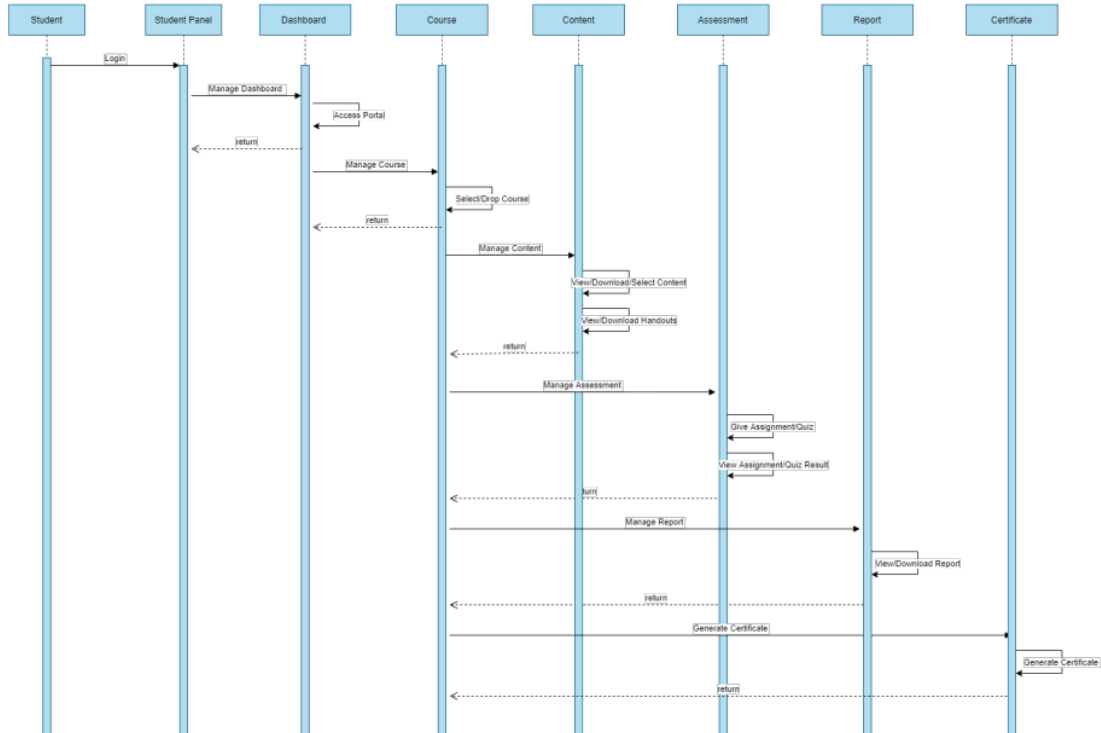 Student
Student Panel
Dashboard
Course
Content
Assessment
Report
Certificate
Login
Manage Dashboard
Access Portal
return
Manage Course
Select/Drop Course
return
Manage Content
View/Download/Select Content
View/Download Handouts
return
Manage Assessment
Give Assignment/Quiz
View Assignment/Quiz Result
turn
Manage Report
View/Download Report
return
Generate Certificate
Generate Certificate
return